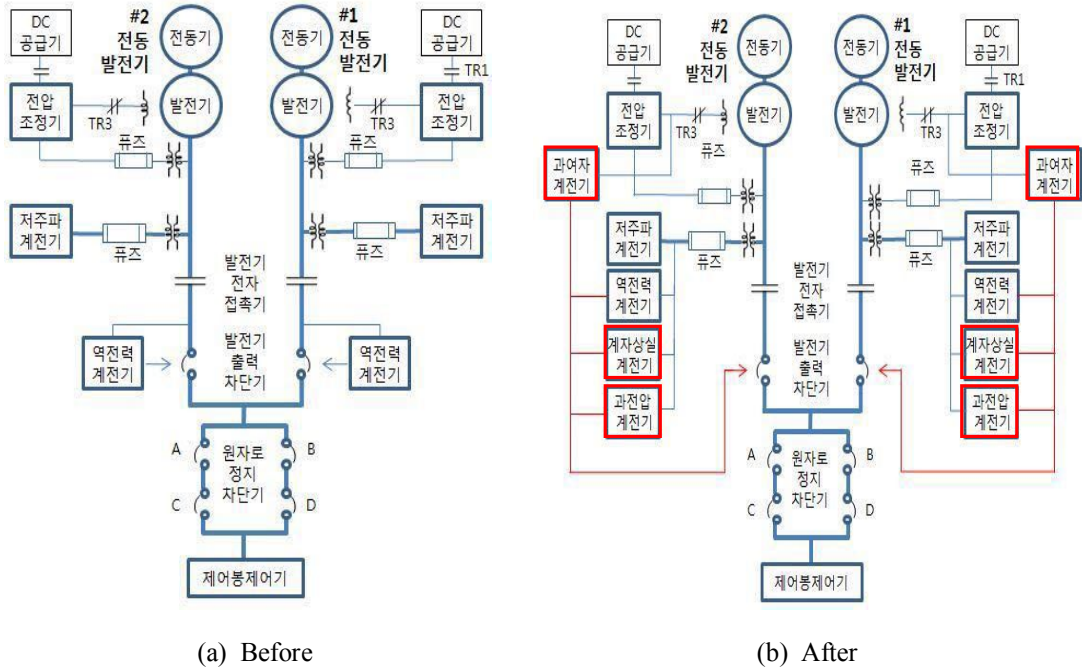 DC
공급기
TR1
전압
조정기
TR3
퓨즈
#2
전동
발전기
전동기
발전기
#1
전동
발전기
전동기
발전기
DC
공급기
TR1
전압
조정기
TR3
퓨즈
저주파
계전기
퓨즈
저주파
계전기
퓨즈
발전기
전자
접촉기
역전력
계전기
발전기
출력
차단기
역전력
계전기
A
B
원자로
정지
차단기
C
D
제어봉제어기
(a) Before
DC
공급기
전압
조정기
TR3
퓨즈
#2
전동
발전기
전동기
발전기
#1
전동
발전기
전동기
발전기
DC
공급기
TR1
전압
조정기
TR3
퓨즈
과여자
계전기
과여자
계전기
저주파
계전기
퓨즈
저주파
계전기
퓨즈
역전력
계전기
발전기
전자
접촉기
역전력
계전기
계자상실
계전기
발전기
출력
차단기
계자상실
계전기
과전압
계전기
과전압
계전기
A
B
원자로
정지
차단기
C
D
제어봉제어기
(b) After